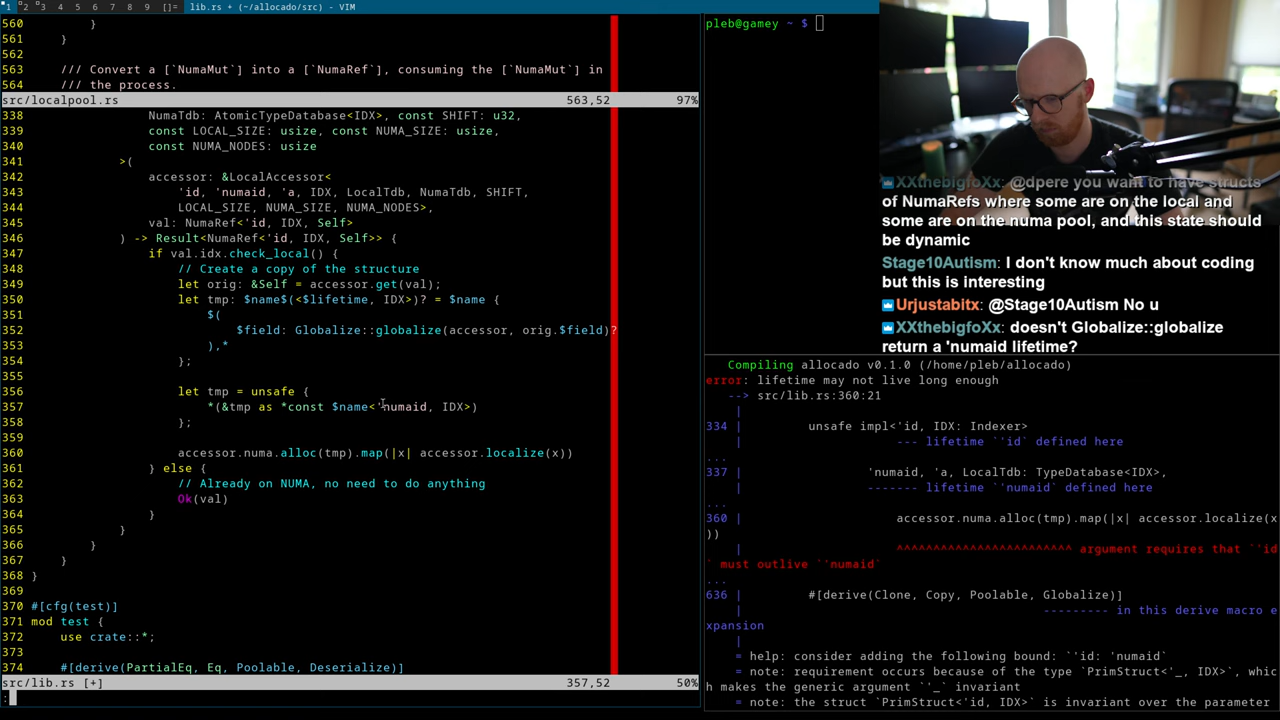 1 2 3 4 5 6 7 8 9 []= lib.rs + (~/allocado/src) - VIM
560 }
561 }
562
563 /// Convert a [`NumaMut`] into a [`NumaRef`], consuming the [`NumaMut`] in
564 /// the process.
src/localpool.rs 563,52 97%
338 NumaTdb: AtomicTypeDatabase<IDX>, const SHIFT: u32,
339 const LOCAL_SIZE: usize, const NUMA_SIZE: usize,
340 const NUMA_NODES: usize
341 >(
342 accessor: &LocalAccessor<
343 'id, 'numaid, 'a, IDX, LocalTdb, NumaTdb, SHIFT,
344 LOCAL_SIZE, NUMA_SIZE, NUMA_NODES>,
345 val: NumaRef<'id, IDX, Self>
346 ) -> Result<NumaRef<'id, IDX, Self>> {
347 if val.idx.check_local() {
348 // Create a copy of the structure
349 let orig: &Self = accessor.get(val);
350 let tmp: $name$(<$lifetime, IDX>)? = $name {
351 $(
352 $field: Globalize::globalize(accessor, orig.$field)?
353 ),*
354 };
355
356 let tmp = unsafe {
357 *(&tmp as *const $name<'numaid, IDX>)
358 };
359
360 accessor.numa.alloc(tmp).map(|x| accessor.localize(x))
361 } else {
362 // Already on NUMA, no need to do anything
363 Ok(val)
364 }
365 }
366 }
367 }
368 }
369
370 #[cfg(test)]
371 mod test {
372 use crate::*;
373
374 #[derive(PartialEq, Eq, Poolable, Deserialize)]
src/lib.rs [+] 357,52 50%
:
pleb@gamey ~ $
XXthebigfoXx: @dpere you want to have structs
of NumaRefs where some are on the local and
some are on the numa pool, and this state should
be dynamic
Stage10Autism: I don't know much about coding
but this is interesting
Urjustabitx: @Stage10Autism No u
XXthebigfoXx: doesn't Globalize::globalize
return a 'numaid lifetime?
Compiling allocado v0.1.0 (/home/pleb/allocado)
error: lifetime may not live long enough
--> src/lib.rs:360:21
|
334 | unsafe impl<'id, IDX: Indexer>
| --- lifetime `'id` defined here
...
337 | 'numaid, 'a, LocalTdb: TypeDatabase<IDX>,
| ------- lifetime `'numaid` defined here
...
360 | accessor.numa.alloc(tmp).map(|x| accessor.localize(x
))
| ^^^^^^^^^^^^^^^^^^^^^^^^ argument requires that `'id
` must outlive `'numaid`
...
636 | #[derive(Clone, Copy, Poolable, Globalize)]
| --------- in this derive macro e
xpansion
|
= help: consider adding the following bound: `'id: 'numaid`
= note: requirement occurs because of the type `PrimStruct<'_, IDX>`, whic
h makes the generic argument `'_` invariant
= note: the struct `PrimStruct<'id, IDX>` is invariant over the parameter